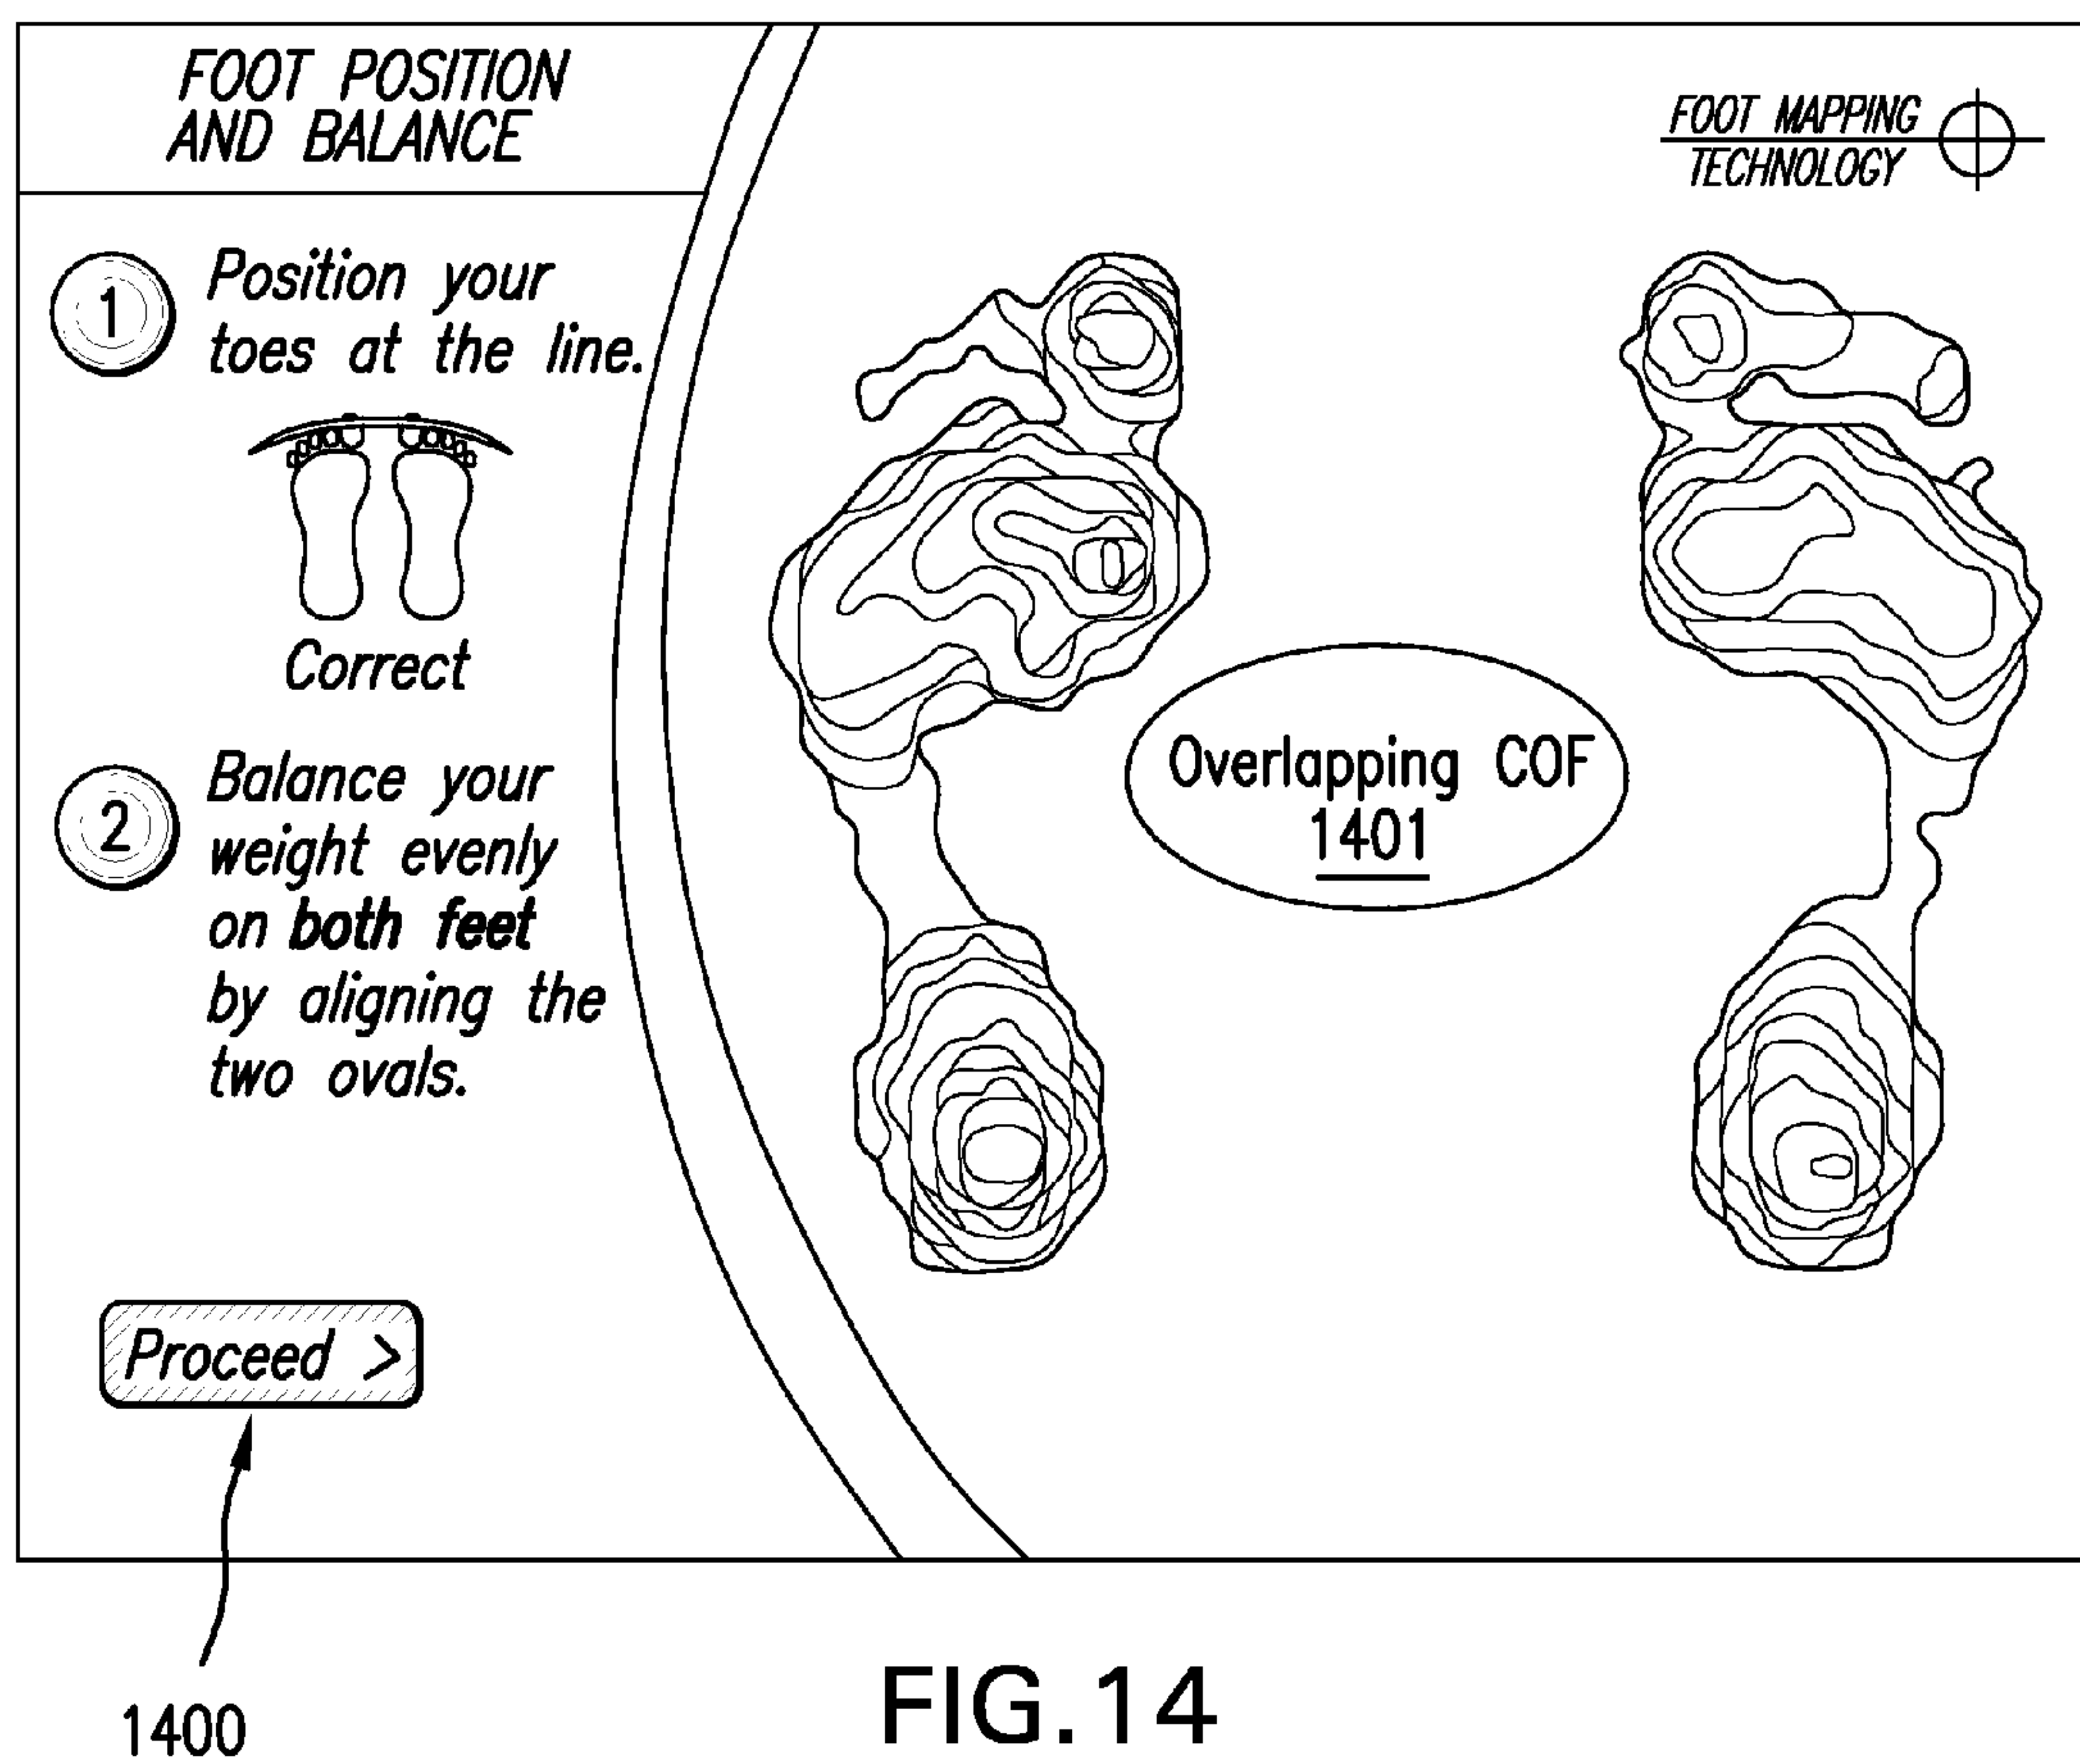 FOOT POSITION
AND BALANCE
FOOT MAPPING
TECHNOLOGY
1
Position your
toes at the line.
Correct
2
Balance your
weight evenly
on both feet
by aligning the
two ovals.
Overlapping COF
1401
Proceed >
1400
FIG.14